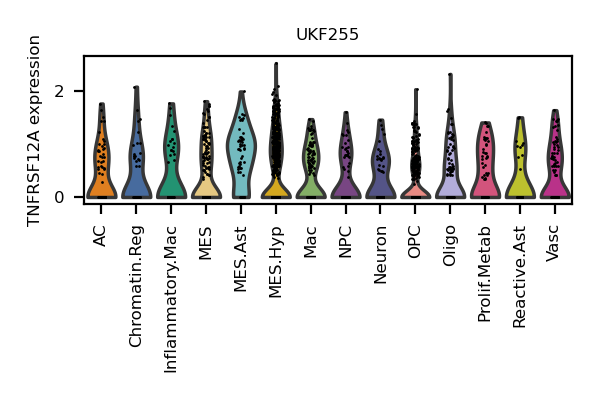 UKF255
TNFRSF12A expression
2
0
AC
Chromatin.Reg
Inflammatory.Mac
MES
MES.Ast
MES.Hyp
Mac
NPC
Neuron
OPC
Oligo
Prolif.Metab
Reactive.Ast
Vasc